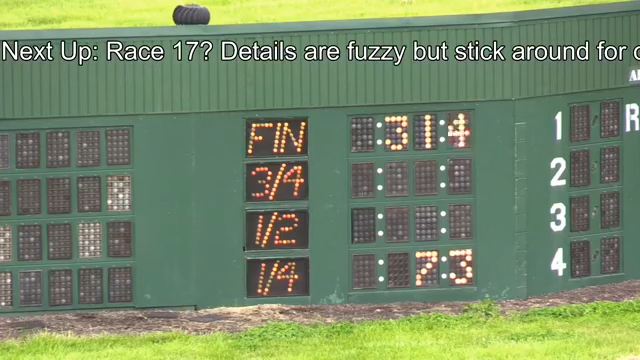 Next Up: Race 17? Details are fuzzy but stick around for
FIN :31:4
3/4
1/2
1/4 73
1
2
3
4
R